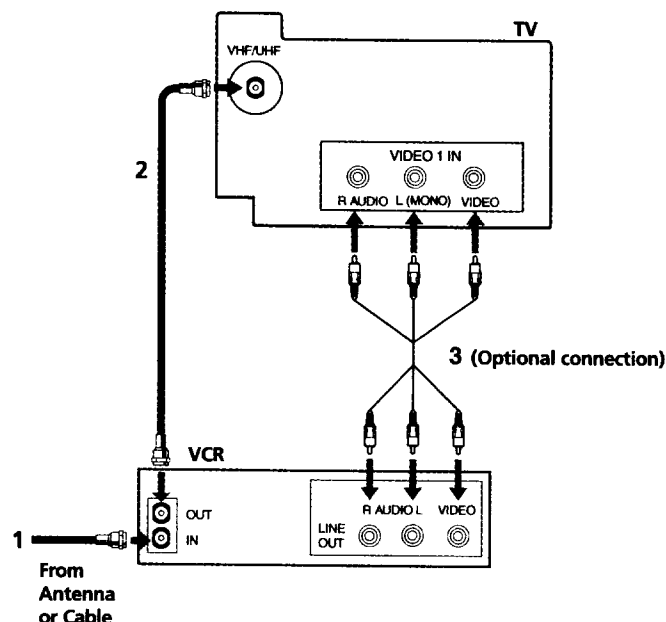 TV
VHF/UHF
VIDEO 1 IN
R AUDIO L (MONO) VIDEO
2
3 (Optional connection)
VCR
OUT
IN
R AUDIO L VIDEO
LINE
OUT
1
From
Antenna
or Cable